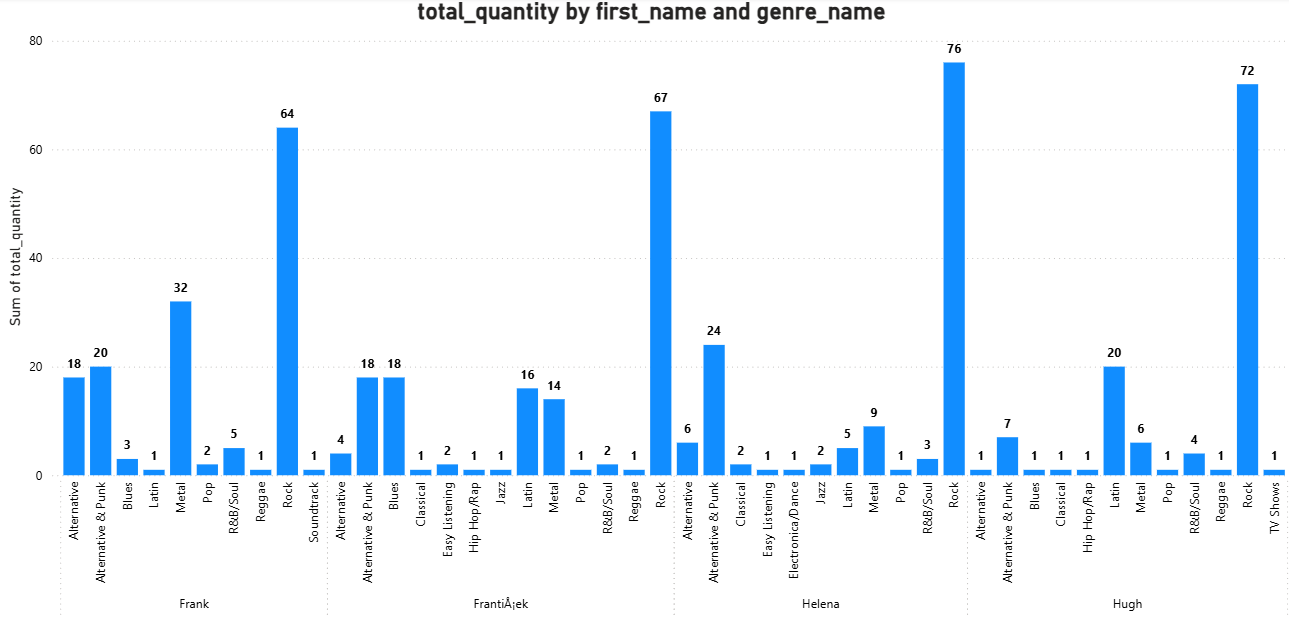 total_quantity by first_name and genre_name
Sum of total_quantity
80
60
40
20
0
18
20
3
1
32
2
5
1
64
1
4
18
18
1
2
1
1
16
14
1
2
1
67
6
24
2
1
1
2
5
9
1
3
76
1
7
1
1
1
20
6
1
4
1
72
1
Alternative
Alternative & Punk
Blues
Latin
Metal
Pop
R&B/Soul
Reggae
Rock
Soundtrack
Alternative
Alternative & Punk
Blues
Classical
Easy Listening
Hip Hop/Rap
Jazz
Latin
Metal
Pop
R&B/Soul
Reggae
Rock
Alternative
Alternative & Punk
Classical
Easy Listening
Electronica/Dance
Jazz
Latin
Metal
Pop
R&B/Soul
Rock
Alternative
Alternative & Punk
Blues
Classical
Hip Hop/Rap
Latin
Metal
Pop
R&B/Soul
Reggae
Rock
TV Shows
Frank
FrantiÅ¡ek
Helena
Hugh